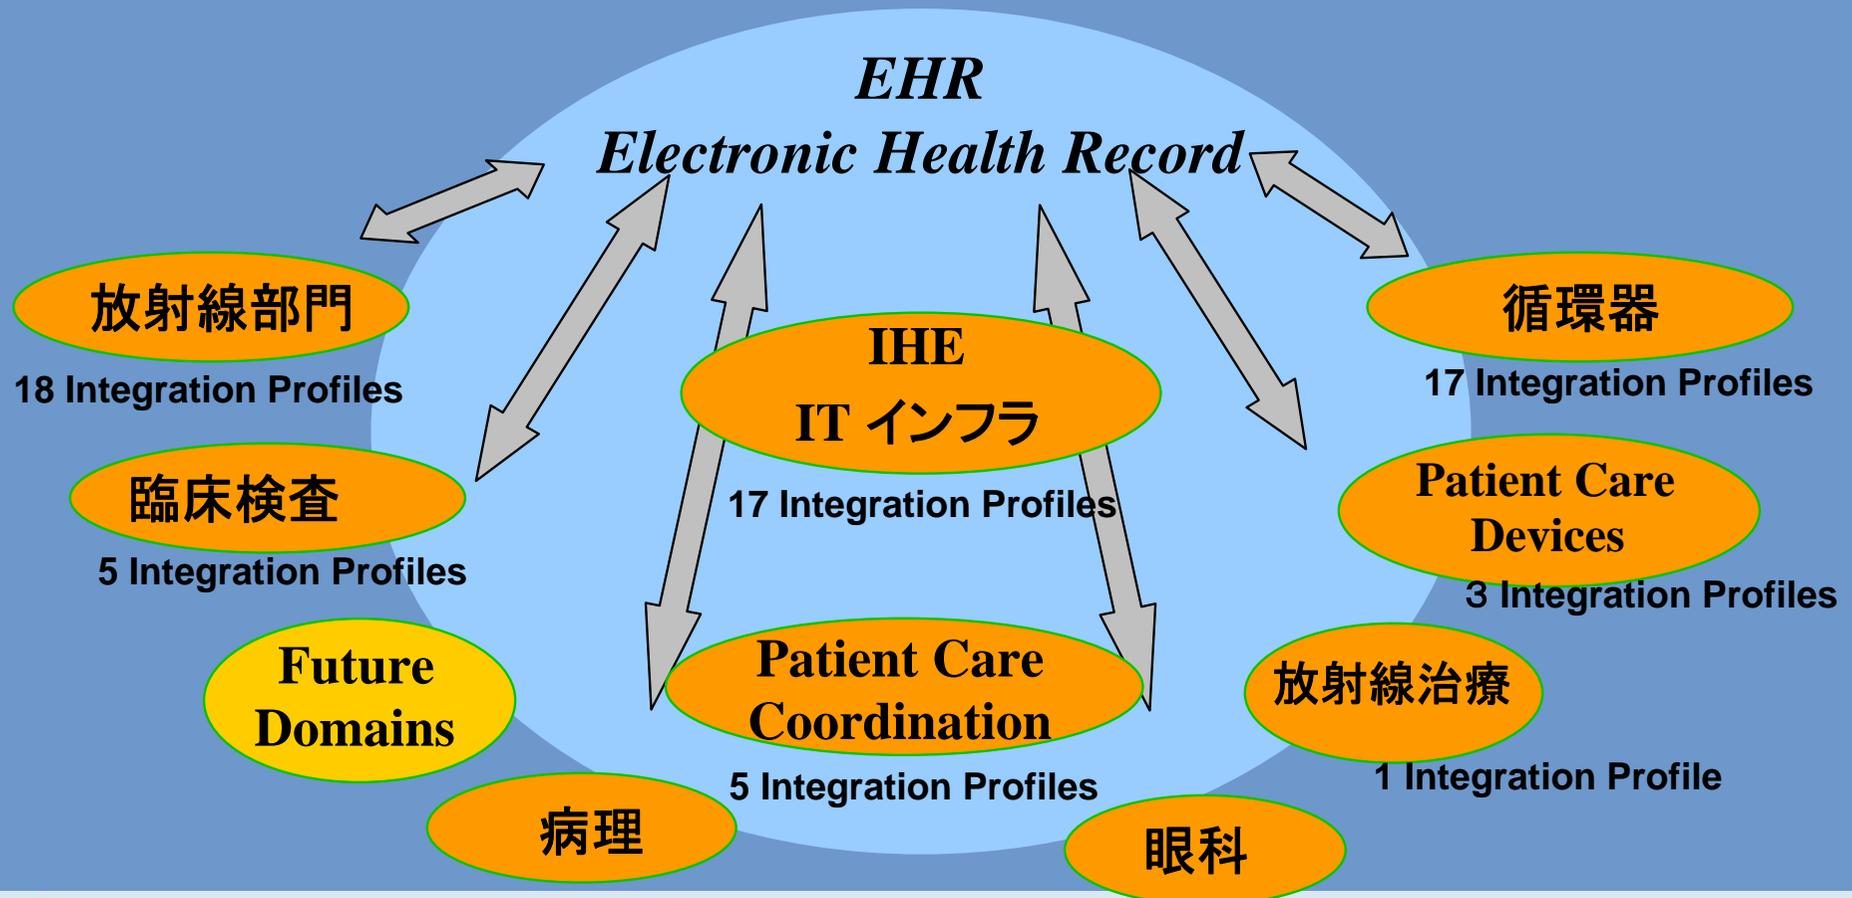 EHR
Electronic Health Record
放射線部門
18 Integration Profiles
循環器
17 Integration Profiles
IHE
IT インフラ
17 Integration Profiles
臨床検査
5 Integration Profiles
Patient Care
Devices
3 Integration Profiles
Future
Domains
Patient Care
Coordination
5 Integration Profiles
放射線治療
1 Integration Profile
病理
眼科